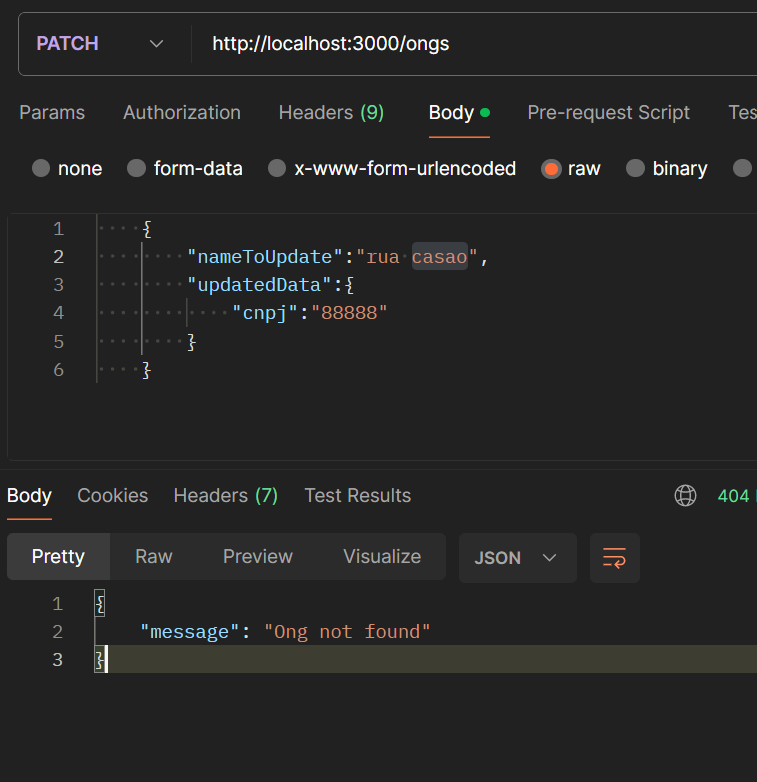 PATCH http://localhost:3000/ongs
Params Authorization Headers (9) Body Pre-request Script Tes
none form-data x-www-form-urlencoded raw binary
1 {
2 "nameToUpdate":"rua casao",
3 "updatedData":{
4 "cnpj":"88888"
5 }
6 }
Body Cookies Headers (7) Test Results 404
Pretty Raw Preview Visualize JSON
1 {
2 "message": "Ong not found"
3 }